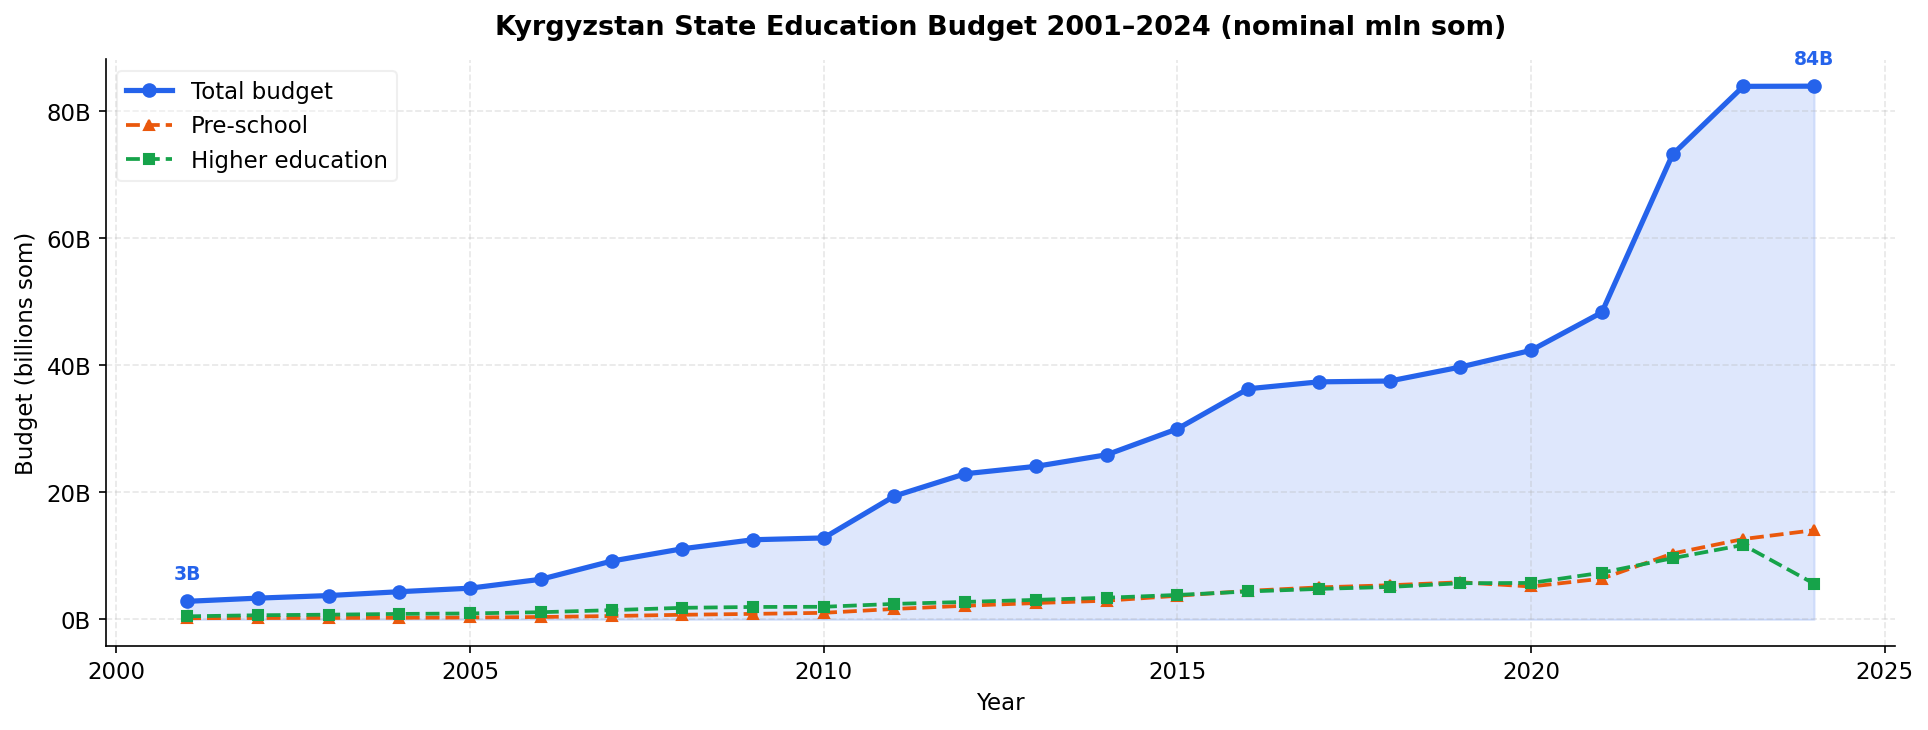 Kyrgyzstan State Education Budget 2001–2024 (nominal mln som)
84B
Total budget
Pre-school
Higher education
80B
60B
40B
20B
0B
3B
Budget (billions som)
2000 2005 2010 2015 2020 2025
Year